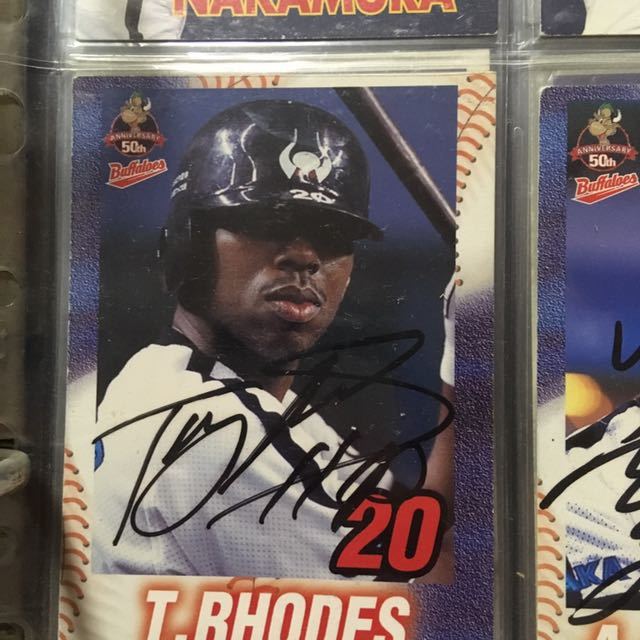 NAKAMURA
ANNIVERSARY
50th
Buffaloes
20
20
T.RHODES
ANNIVERSARY
50th
Buffaloes